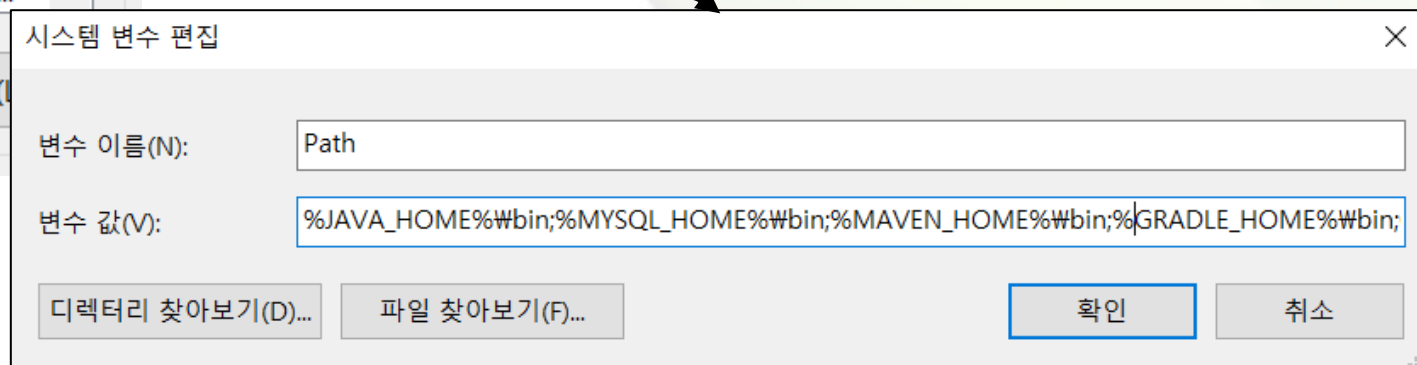 시스템 변수 편집
변수 이름(N): Path
변수 값(V): %JAVA_HOME%₩bin;%MYSQL_HOME%₩bin;%MAVEN_HOME%₩bin;%GRADLE_HOME%₩bin;
디렉터리 찾아보기(D)... 파일 찾아보기(F)... 확인 취소